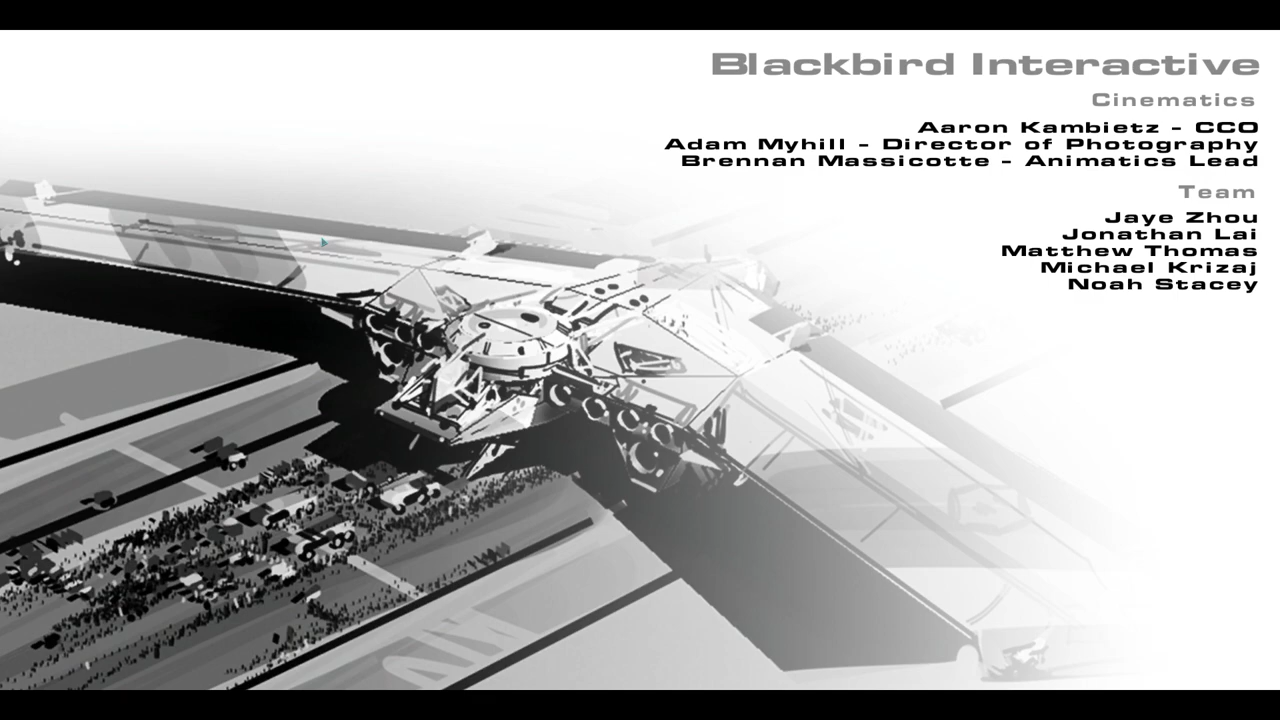 Blackbird Interactive
Cinematics
Aaron Kambietz - CCO
Adam Myhill - Director of Photography
Brennan Massicotte - Animatics Lead
Team
Jaye Zhou
Jonathan Lai
Matthew Thomas
Michael Krizaj
Noah Stacey